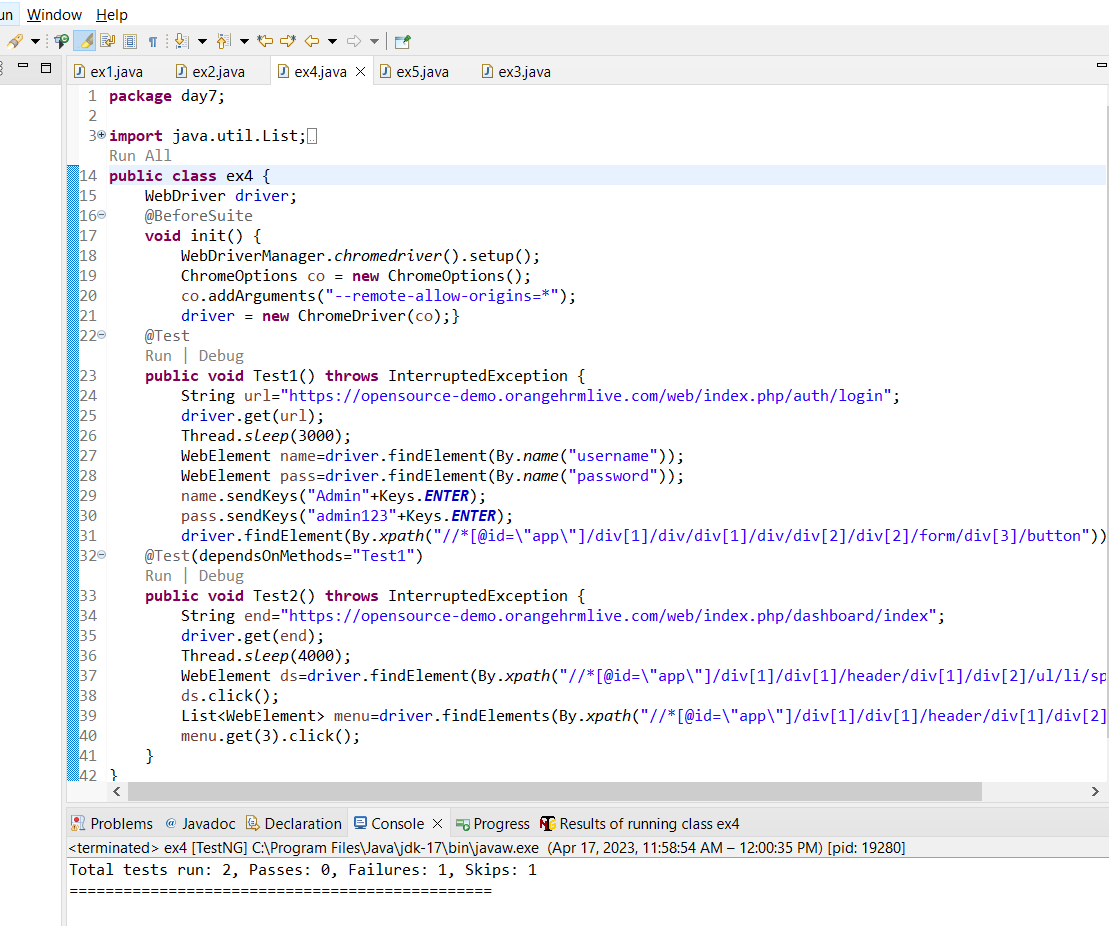 un Window Help
ex1.java ex2.java ex4.java ex5.java ex3.java
1 package day7;
2
3 import java.util.List;
Run All
14 public class ex4 {
15 WebDriver driver;
16 @BeforeSuite
17 void init() {
18 WebDriverManager.chromedriver().setup();
19 ChromeOptions co = new ChromeOptions();
20 co.addArguments("--remote-allow-origins=*");
21 driver = new ChromeDriver(co);}
22 @Test
Run | Debug
23 public void Test1() throws InterruptedException {
24 String url="https://opensource-demo.orangehrmlive.com/web/index.php/auth/login";
25 driver.get(url);
26 Thread.sleep(3000);
27 WebElement name=driver.findElement(By.name("username"));
28 WebElement pass=driver.findElement(By.name("password"));
29 name.sendKeys("Admin"+Keys.ENTER);
30 pass.sendKeys("admin123"+Keys.ENTER);
31 driver.findElement(By.xpath("//*[@id=\"app\"]/div[1]/div/div[1]/div/div[2]/div[2]/form/div[3]/button"))
32 @Test(dependsOnMethods="Test1")
Run | Debug
33 public void Test2() throws InterruptedException {
34 String end="https://opensource-demo.orangehrmlive.com/web/index.php/dashboard/index";
35 driver.get(end);
36 Thread.sleep(4000);
37 WebElement ds=driver.findElement(By.xpath("//*[@id=\"app\"]/div[1]/div[1]/header/div[1]/div[2]/ul/li/sp
38 ds.click();
39 List<WebElement> menu=driver.findElements(By.xpath("//*[@id=\"app\"]/div[1]/div[1]/header/div[1]/div[2]
40 menu.get(3).click();
41 }
42 }
Problems Javadoc Declaration Console Progress Results of running class ex4
<terminated> ex4 [TestNG] C:\Program Files\Java\jdk-17\bin\javaw.exe (Apr 17, 2023, 11:58:54 AM – 12:00:35 PM) [pid: 19280]
Total tests run: 2, Passes: 0, Failures: 1, Skips: 1
===============================================